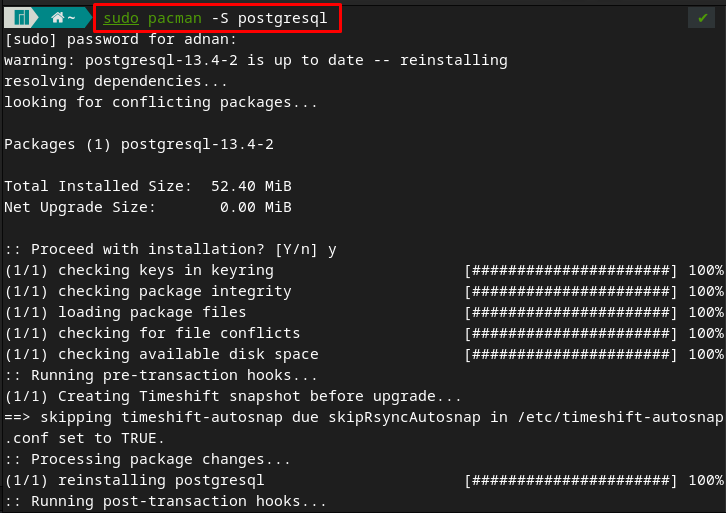 ~ sudo pacman -S postgresql ✔
[sudo] password for adnan:
warning: postgresql-13.4-2 is up to date -- reinstalling
resolving dependencies...
looking for conflicting packages...
Packages (1) postgresql-13.4-2
Total Installed Size:  52.40 MiB
Net Upgrade Size:       0.00 MiB
:: Proceed with installation? [Y/n] y
(1/1) checking keys in keyring                     [######################] 100%
(1/1) checking package integrity                   [######################] 100%
(1/1) loading package files                        [######################] 100%
(1/1) checking for file conflicts                  [######################] 100%
(1/1) checking available disk space                [######################] 100%
:: Running pre-transaction hooks...
(1/1) Creating Timeshift snapshot before upgrade...
==> skipping timeshift-autosnap due skipRsyncAutosnap in /etc/timeshift-autosnap
.conf set to TRUE.
:: Processing package changes...
(1/1) reinstalling postgresql                      [######################] 100%
:: Running post-transaction hooks...